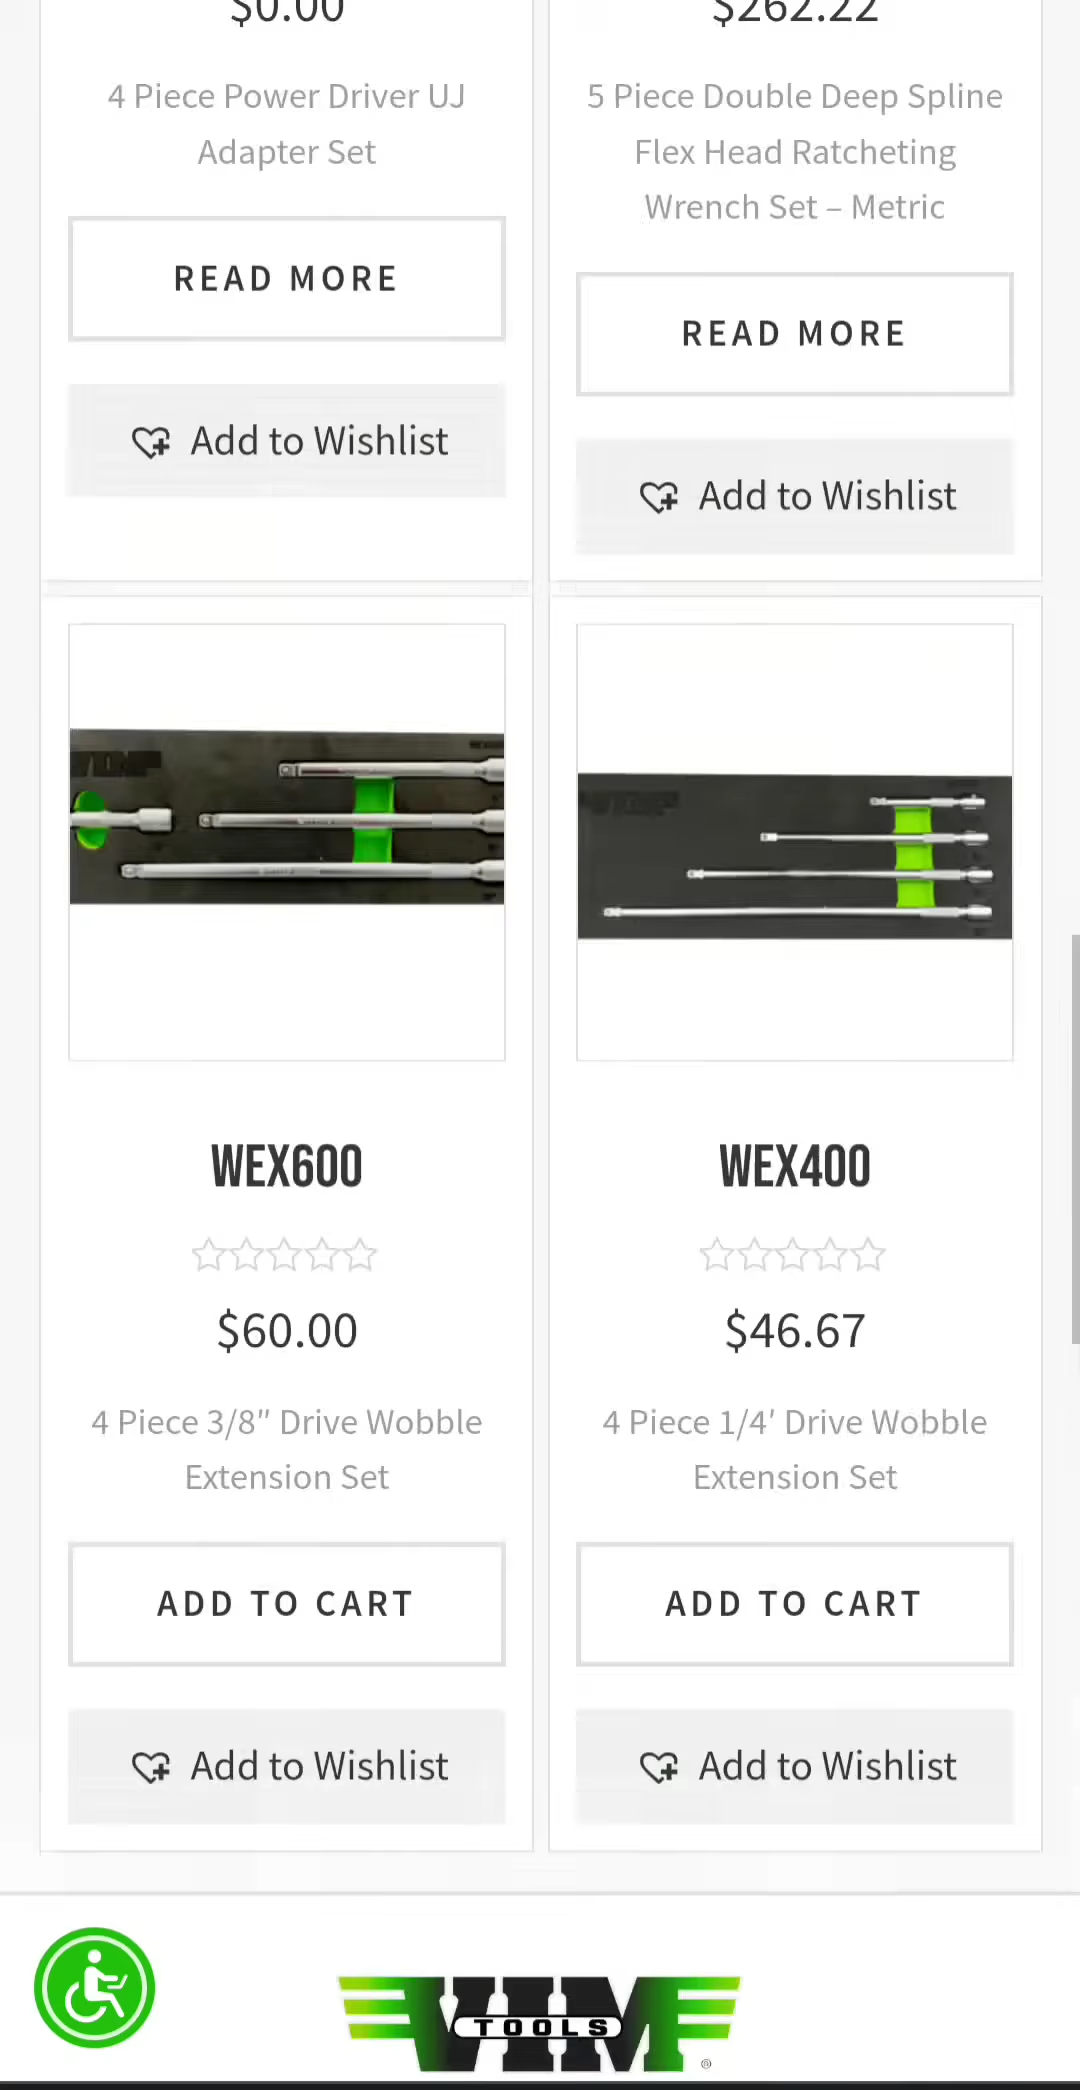 $0.00
4 Piece Power Driver UJ
Adapter Set
READ MORE
Add to Wishlist
$262.22
5 Piece Double Deep Spline
Flex Head Ratcheting
Wrench Set – Metric
READ MORE
Add to Wishlist
WEX600
$60.00
4 Piece 3/8″ Drive Wobble
Extension Set
ADD TO CART
Add to Wishlist
WEX400
$46.67
4 Piece 1/4′ Drive Wobble
Extension Set
ADD TO CART
Add to Wishlist
VIM
TOOLS
®